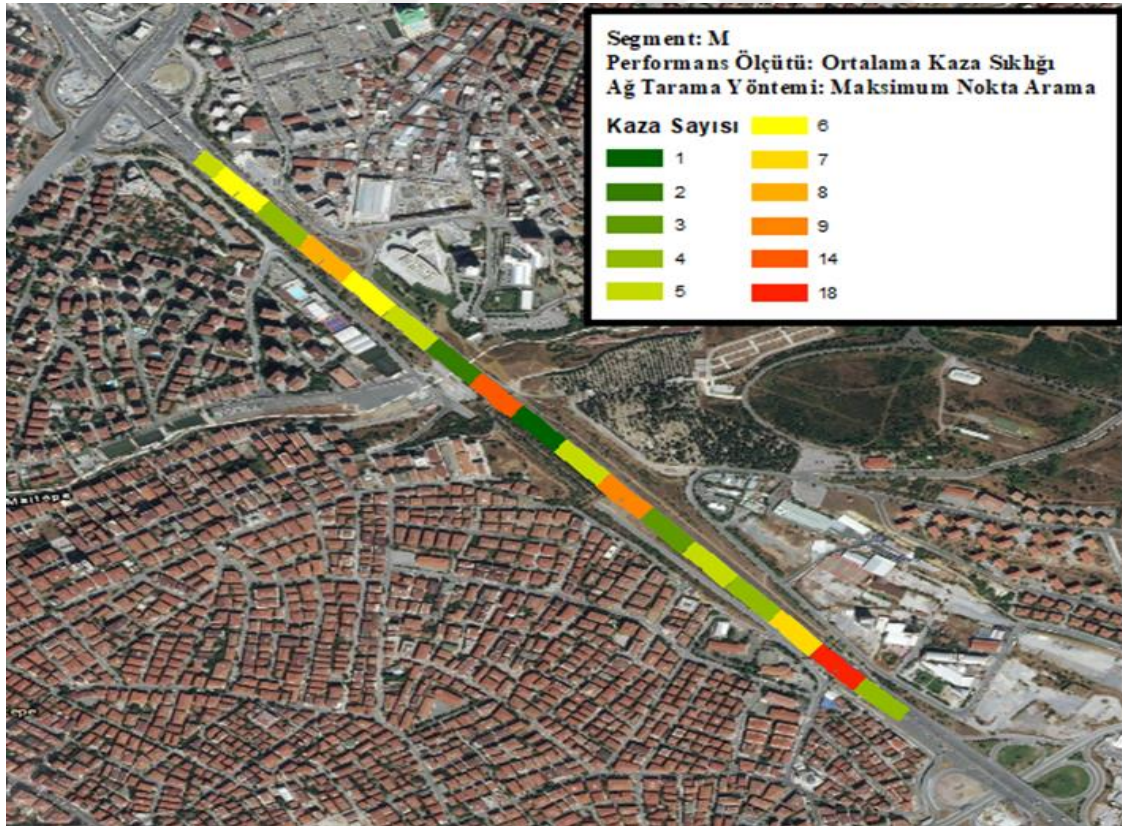 Segment: M
Performans Ölçütü: Ortalama Kaza Sıklığı
Ağ Tarama Yöntemi: Maksimum Nokta Arama
Kaza Sayısı
1
2
3
4
5
6
7
8
9
14
18
Maltepe